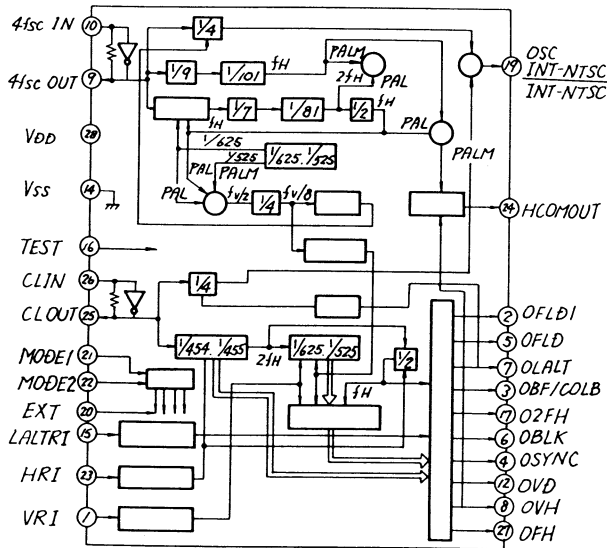 4fsc IN 10
1/4
4fsc OUT 9
1/9
1/101
fH
PALM
2fH
PAL
19 OSC
INT-NTSC
INT-NTSC
1/7
1/81
1/2
fH
VDD 28
fH
1/625
1/625. 1/525
1/525
PAL
PALM
PAL
PALM
PAL
fv/2
1/4
fv/8
VSS 14
24 HCOMOUT
TEST 16
CLIN 26
CLOUT 25
1/4
1/454. 1/455
2fH
1/625. 1/525
1/2
fH
MODE1 21
MODE2 22
EXT 20
LALTRI 15
HRI 23
VRI 1
2 OFLD1
5 OFLD
7 OLALT
3 OBF/COLB
17 O2FH
6 OBLK
4 OSYNC
12 OVD
8 OVH
27 OFH